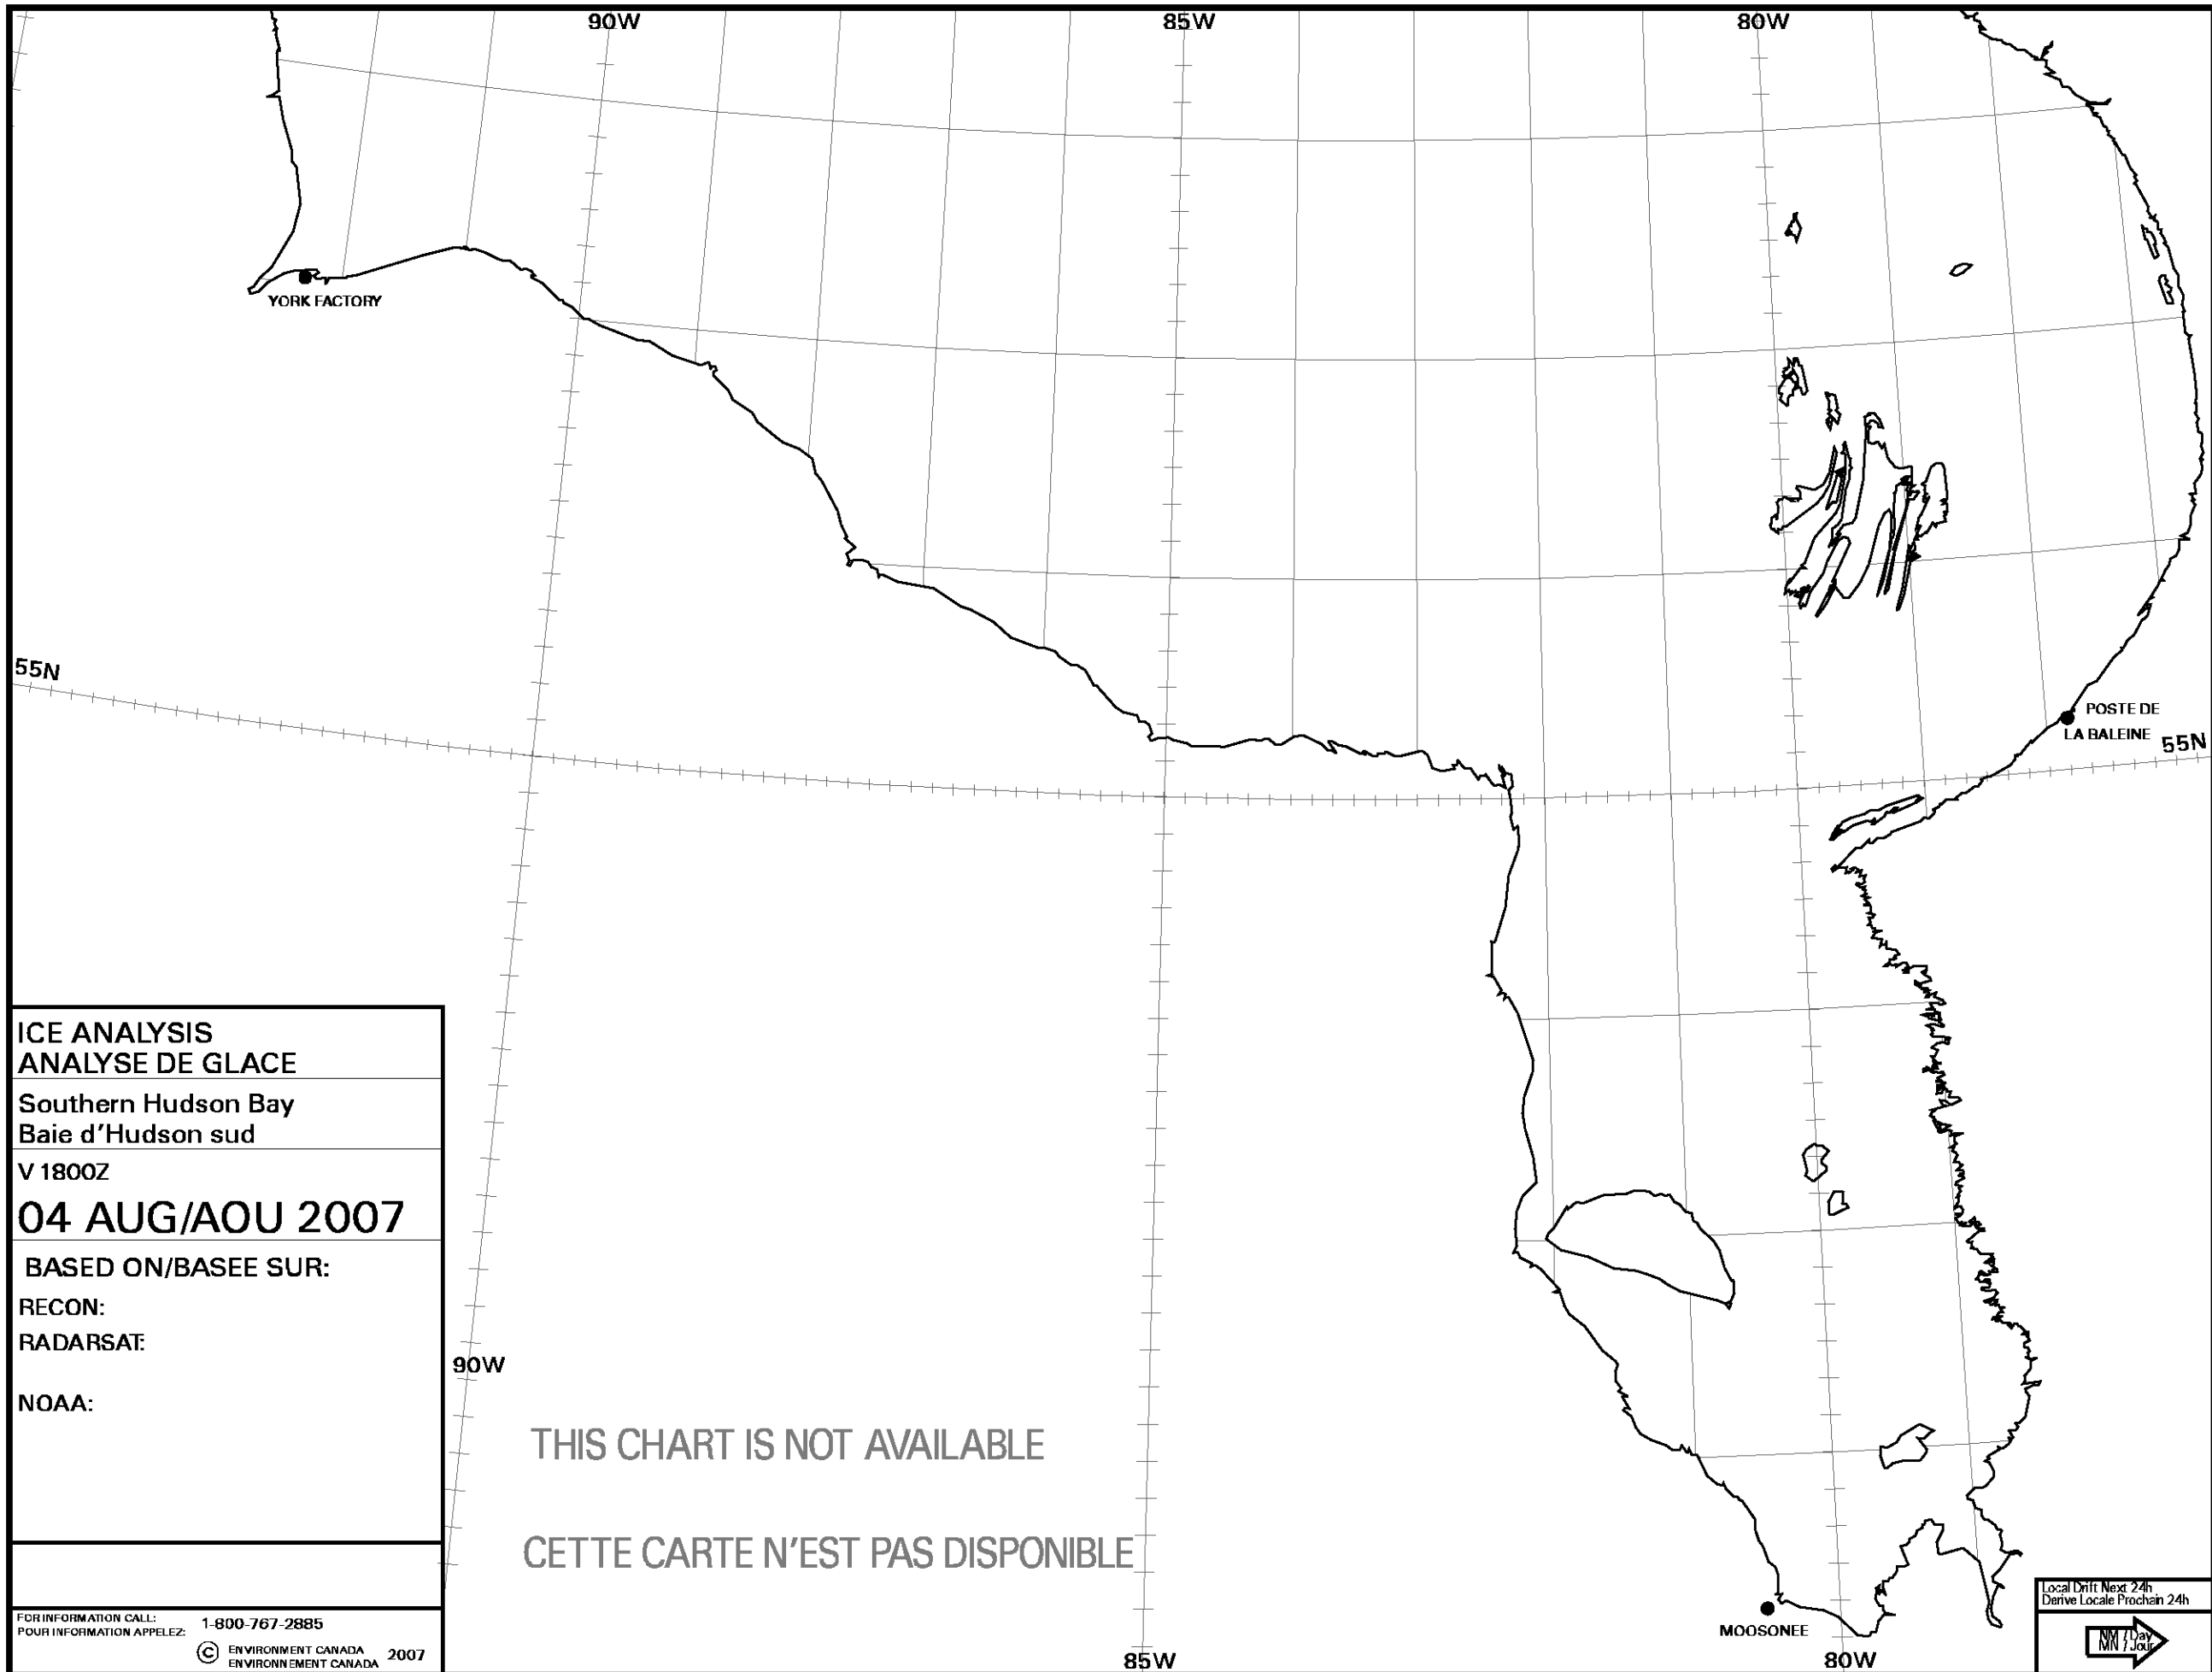 90W
85W
80W
YORK FACTORY
55N
POSTE DE
LA BALEINE
55N
ICE ANALYSIS
ANALYSE DE GLACE
Southern Hudson Bay
Baie d'Hudson sud
V 1800Z
04 AUG/AOU 2007
BASED ON/BASEE SUR:
RECON:
RADARSAT:
NOAA:
90W
THIS CHART IS NOT AVAILABLE
CETTE CARTE N'EST PAS DISPONIBLE
FOR INFORMATION CALL:
POUR INFORMATION APPELEZ:
1-800-767-2885
© ENVIRONMENT CANADA
ENVIRONNEMENT CANADA
2007
85W
MOOSONEE
80W
Local Drift Next 24h
Derive Locale Prochain 24h
NM / Day
MN / Jour